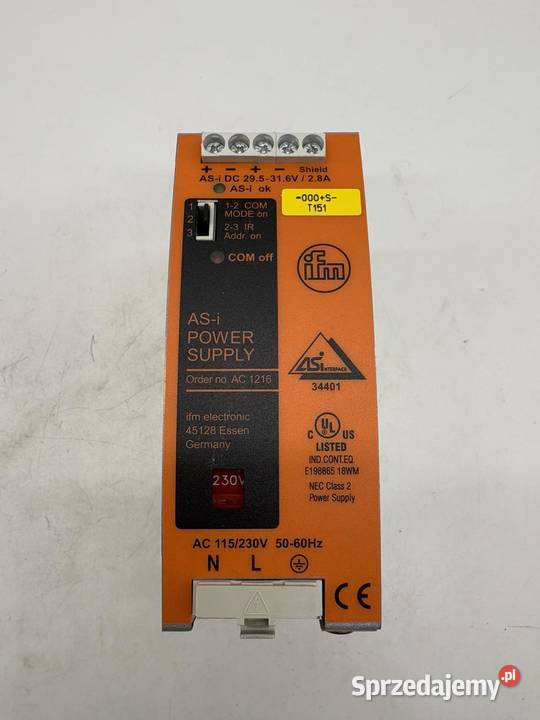 + - + - Shield
AS-i DC 29.5-31.6V / 2.8A
AS-i ok
-000+S-
T151
1 1-2 COM
2 MODE on
3 2-3 IR
Addr. on
COM off
ifm
AS-i
POWER
SUPPLY
Order no. AC 1216
ASi INTERFACE
34401
ifm electronic
45128 Essen
Germany
C UL US
LISTED
IND.CONT.EQ.
E198865 18WM
NEC Class 2
Power Supply
230V
AC 115/230V 50-60Hz
N L
CE
Sprzedajemy.pl